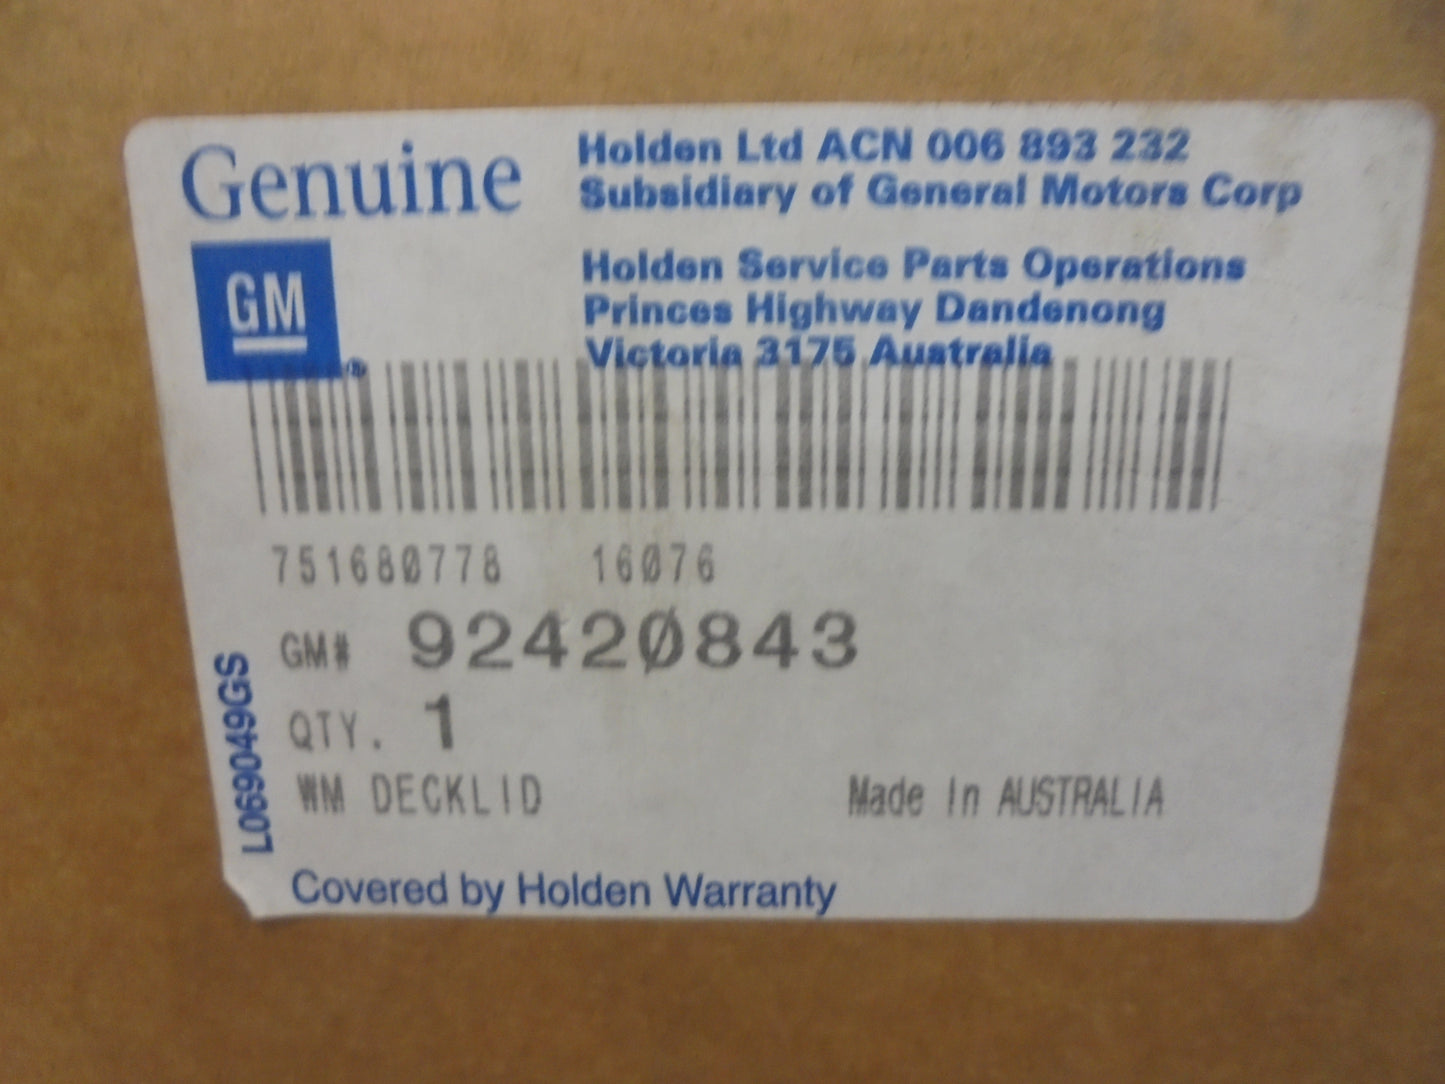 Genuine
GM
®
Holden Ltd ACN 006 893 232
Subsidiary of General Motors Corp
Holden Service Parts Operations
Princes Highway Dandenong
Victoria 3175 Australia
751680778 16076
GM# 92420843
QTY. 1
WM DECKLID Made In AUSTRALIA
Covered by Holden Warranty
L069049GS